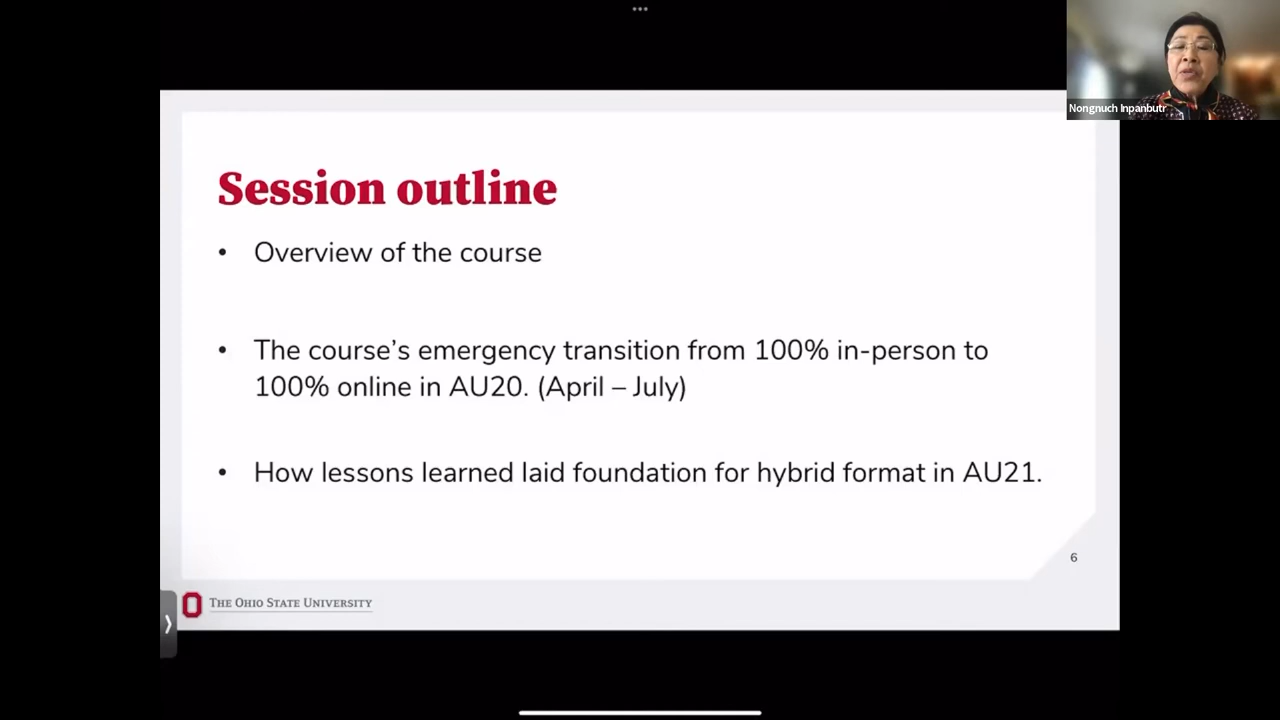 Nongnuch Inpanbutr
Session outline
• Overview of the course
• The course’s emergency transition from 100% in-person to
100% online in AU20. (April – July)
• How lessons learned laid foundation for hybrid format in AU21.
6
THE OHIO STATE UNIVERSITY